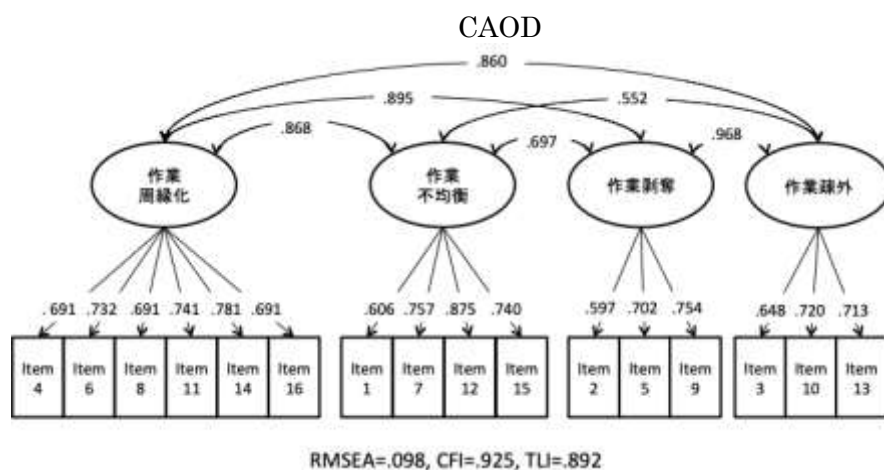 CAOD
.860
.895
.552
.868
.697
.968
作業
周縁化
作業
不均衡
作業剥奪
作業疎外
.691 .732 .691 .741 .781 .691
.606 .757 .875 .740
.597 .702 .754
.648 .720 .713
Item
4
Item
6
Item
8
Item
11
Item
14
Item
16
Item
1
Item
7
Item
12
Item
15
Item
2
Item
5
Item
9
Item
3
Item
10
Item
13
RMSEA=.098, CFI=.925, TLI=.892